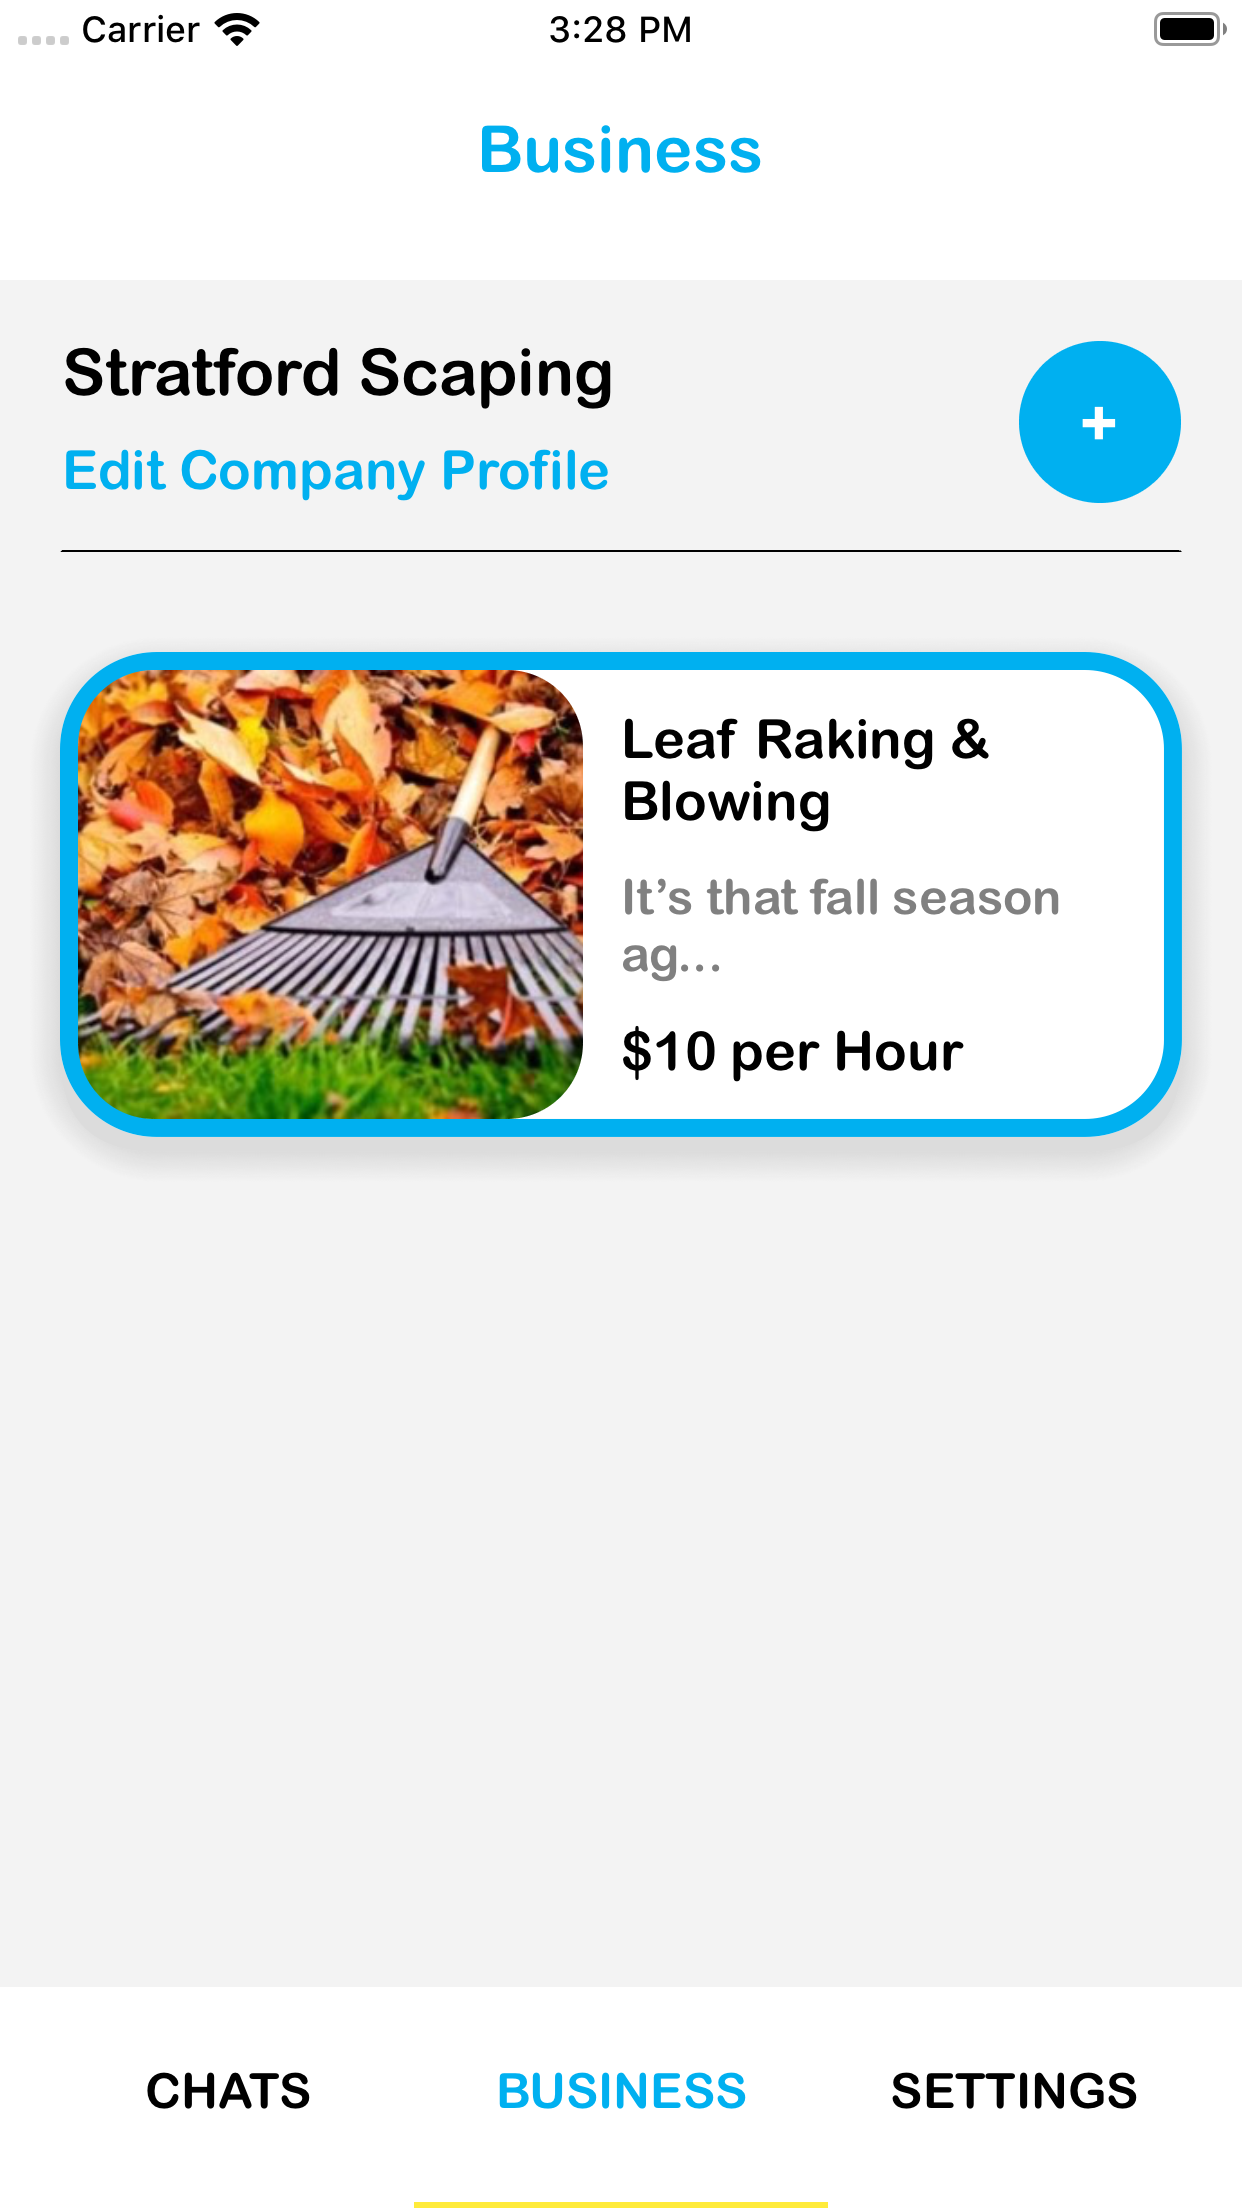 Carrier 3:28 PM
Business
Stratford Scaping
Edit Company Profile
+
Leaf Raking &
Blowing
It’s that fall season
ag...
$10 per Hour
CHATS BUSINESS SETTINGS